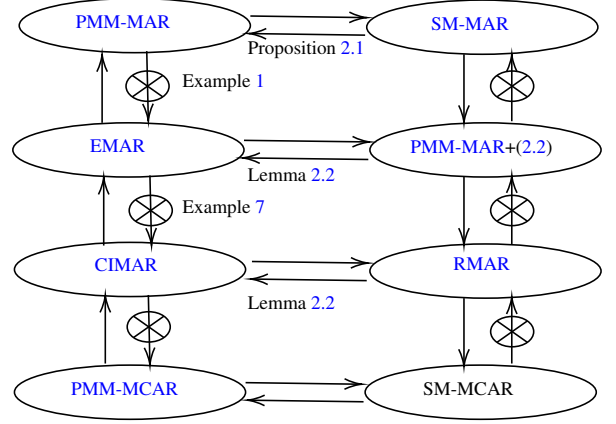 PMM-MAR
SM-MAR
Proposition 2.1
Example 1
EMAR
PMM-MAR+(2.2)
Lemma 2.2
Example 7
CIMAR
RMAR
Lemma 2.2
PMM-MCAR
SM-MCAR